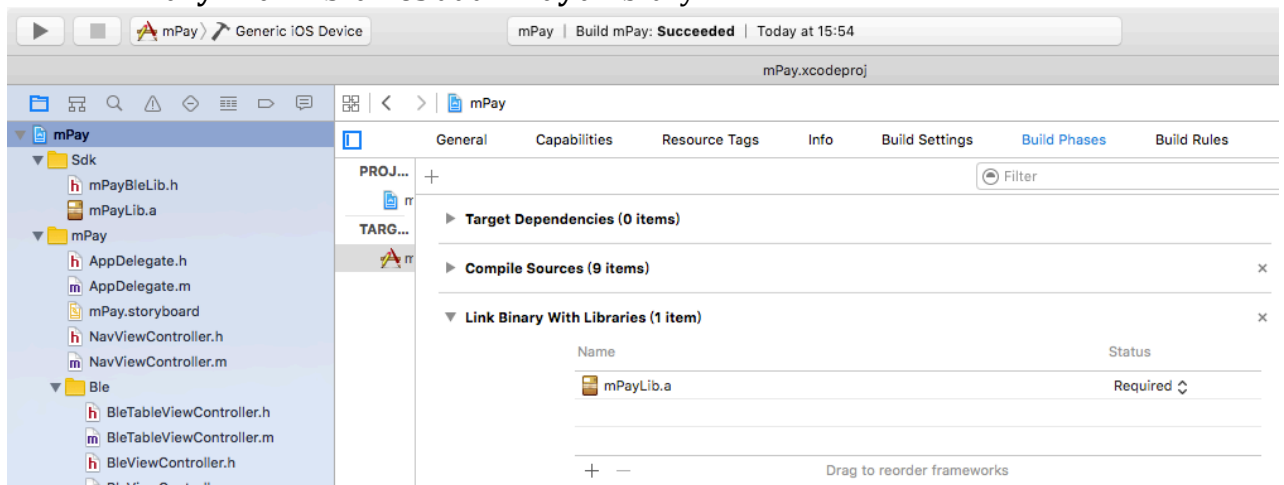 mPay Generic iOS Device mPay | Build mPay: Succeeded | Today at 15:54
mPay.xcodeproj
mPay
mPay
General Capabilities Resource Tags Info Build Settings Build Phases Build Rules
Sdk
h mPayBleLib.h
mPayLib.a
mPay
h AppDelegate.h
m AppDelegate.m
mPay.storyboard
h NavViewController.h
m NavViewController.m
Ble
h BleTableViewController.h
m BleTableViewController.m
h BleViewController.h
PROJ...
m
TARG...
m
+ Filter
Target Dependencies (0 items)
Compile Sources (9 items) ×
Link Binary With Libraries (1 item) ×
Name Status
mPayLib.a Required
+ − Drag to reorder frameworks